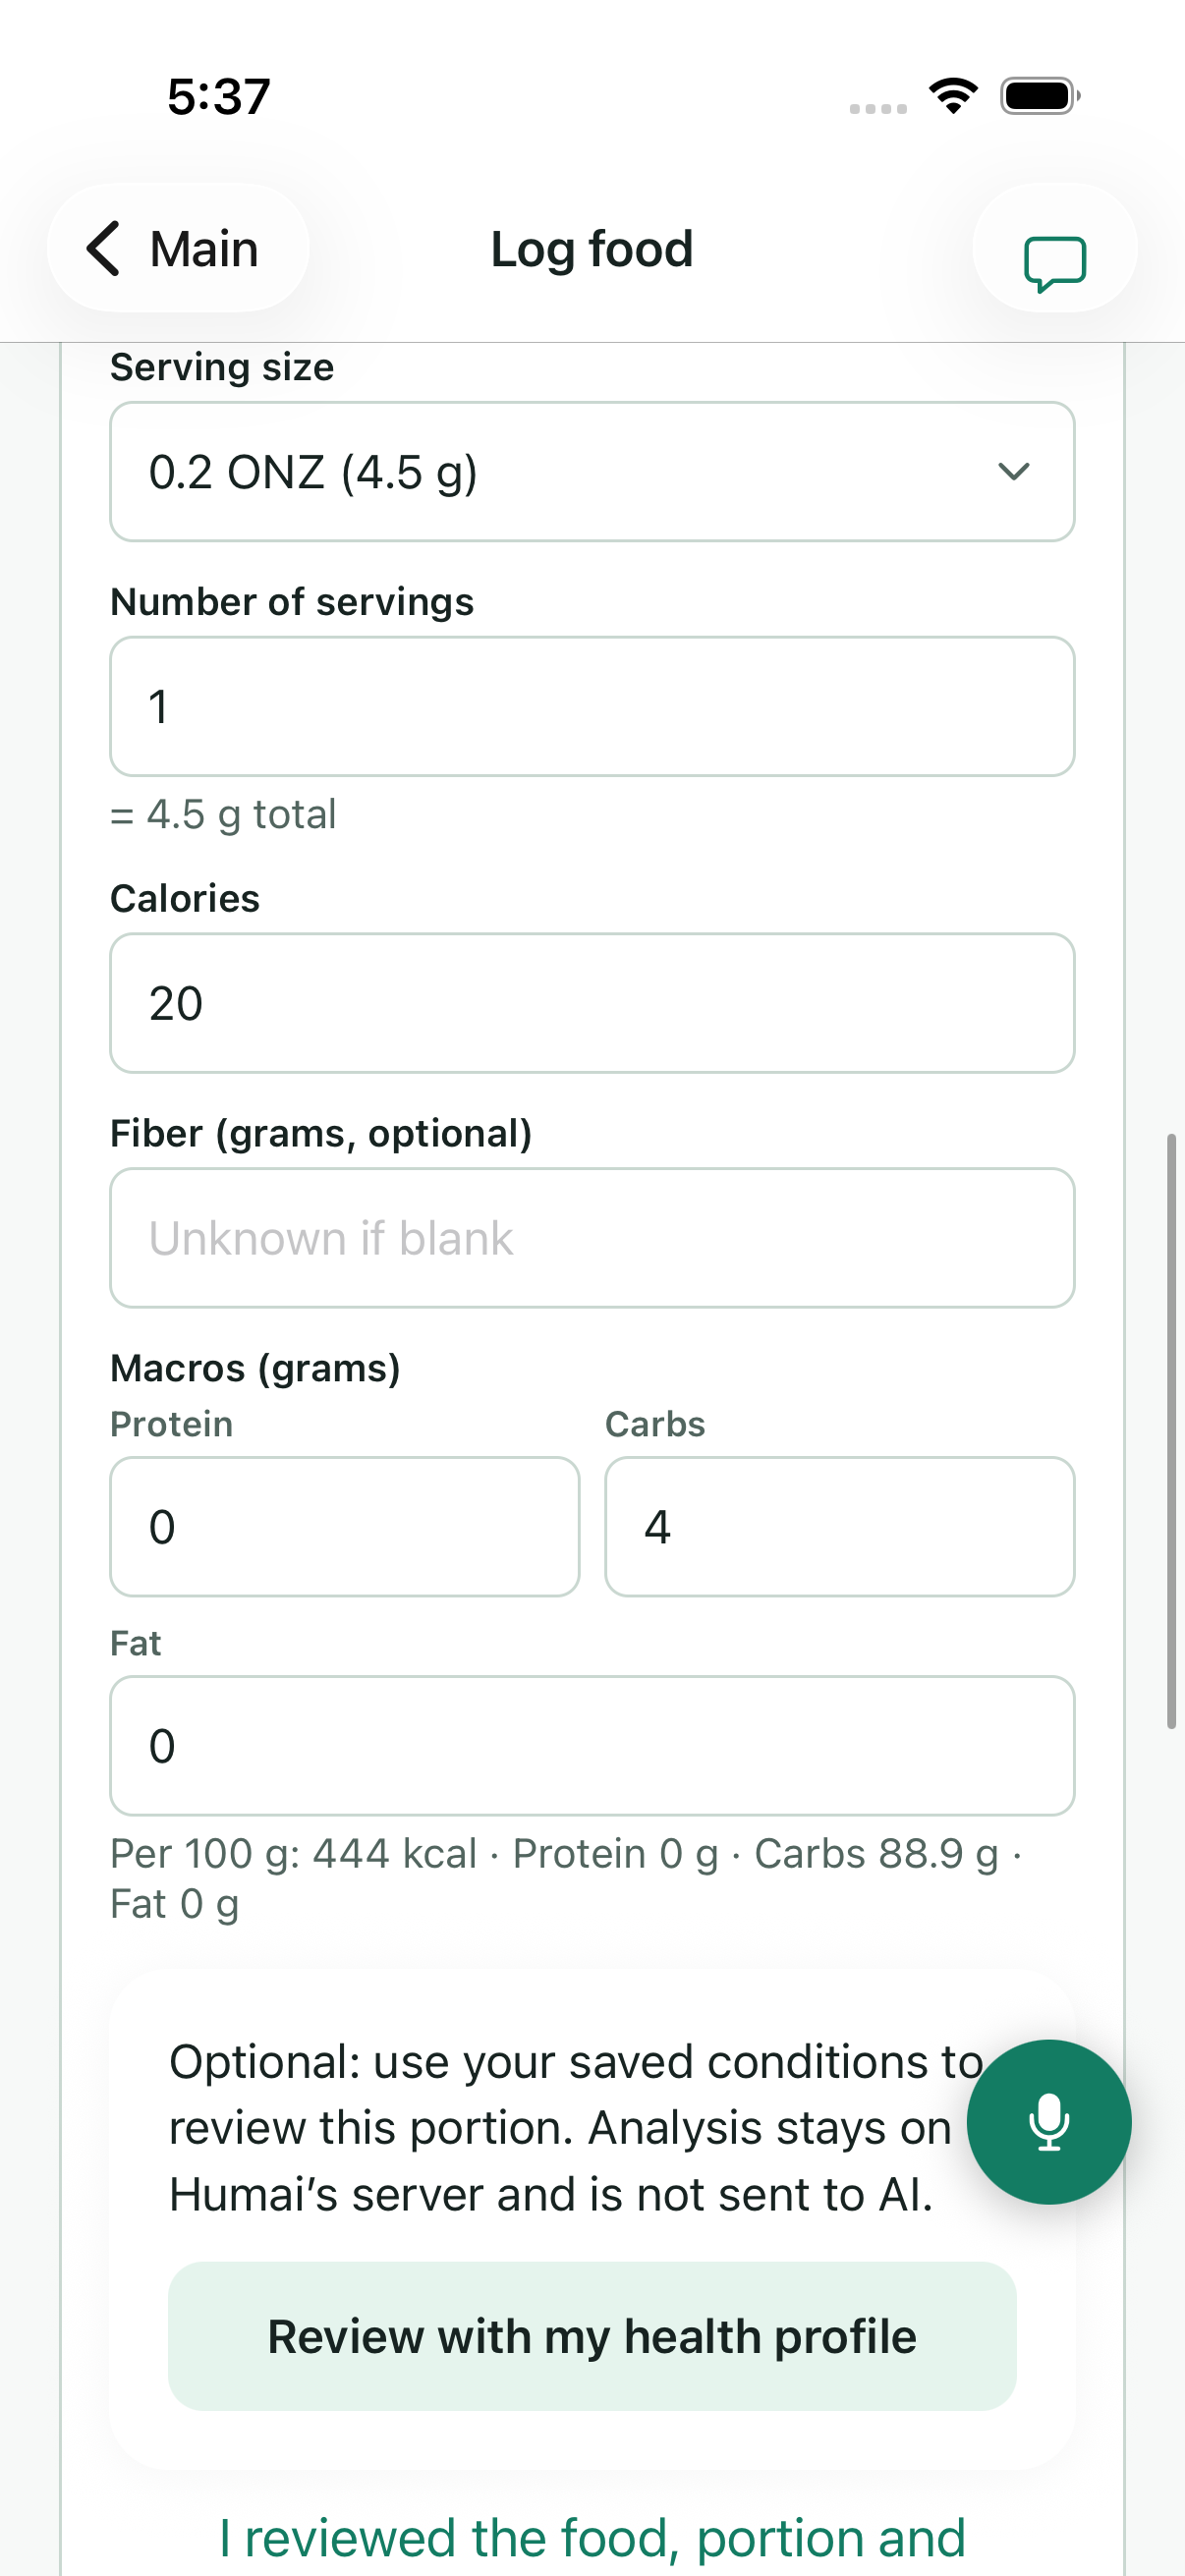 5:37
Main
Log food
Serving size
0.2 ONZ (4.5 g)
Number of servings
1
= 4.5 g total
Calories
20
Fiber (grams, optional)
Unknown if blank
Macros (grams)
Protein
Carbs
0
4
Fat
0
Per 100 g: 444 kcal · Protein 0 g · Carbs 88.9 g ·
Fat 0 g
Optional: use your saved conditions to
review this portion. Analysis stays on
Humai’s server and is not sent to AI.
Review with my health profile
I reviewed the food, portion and